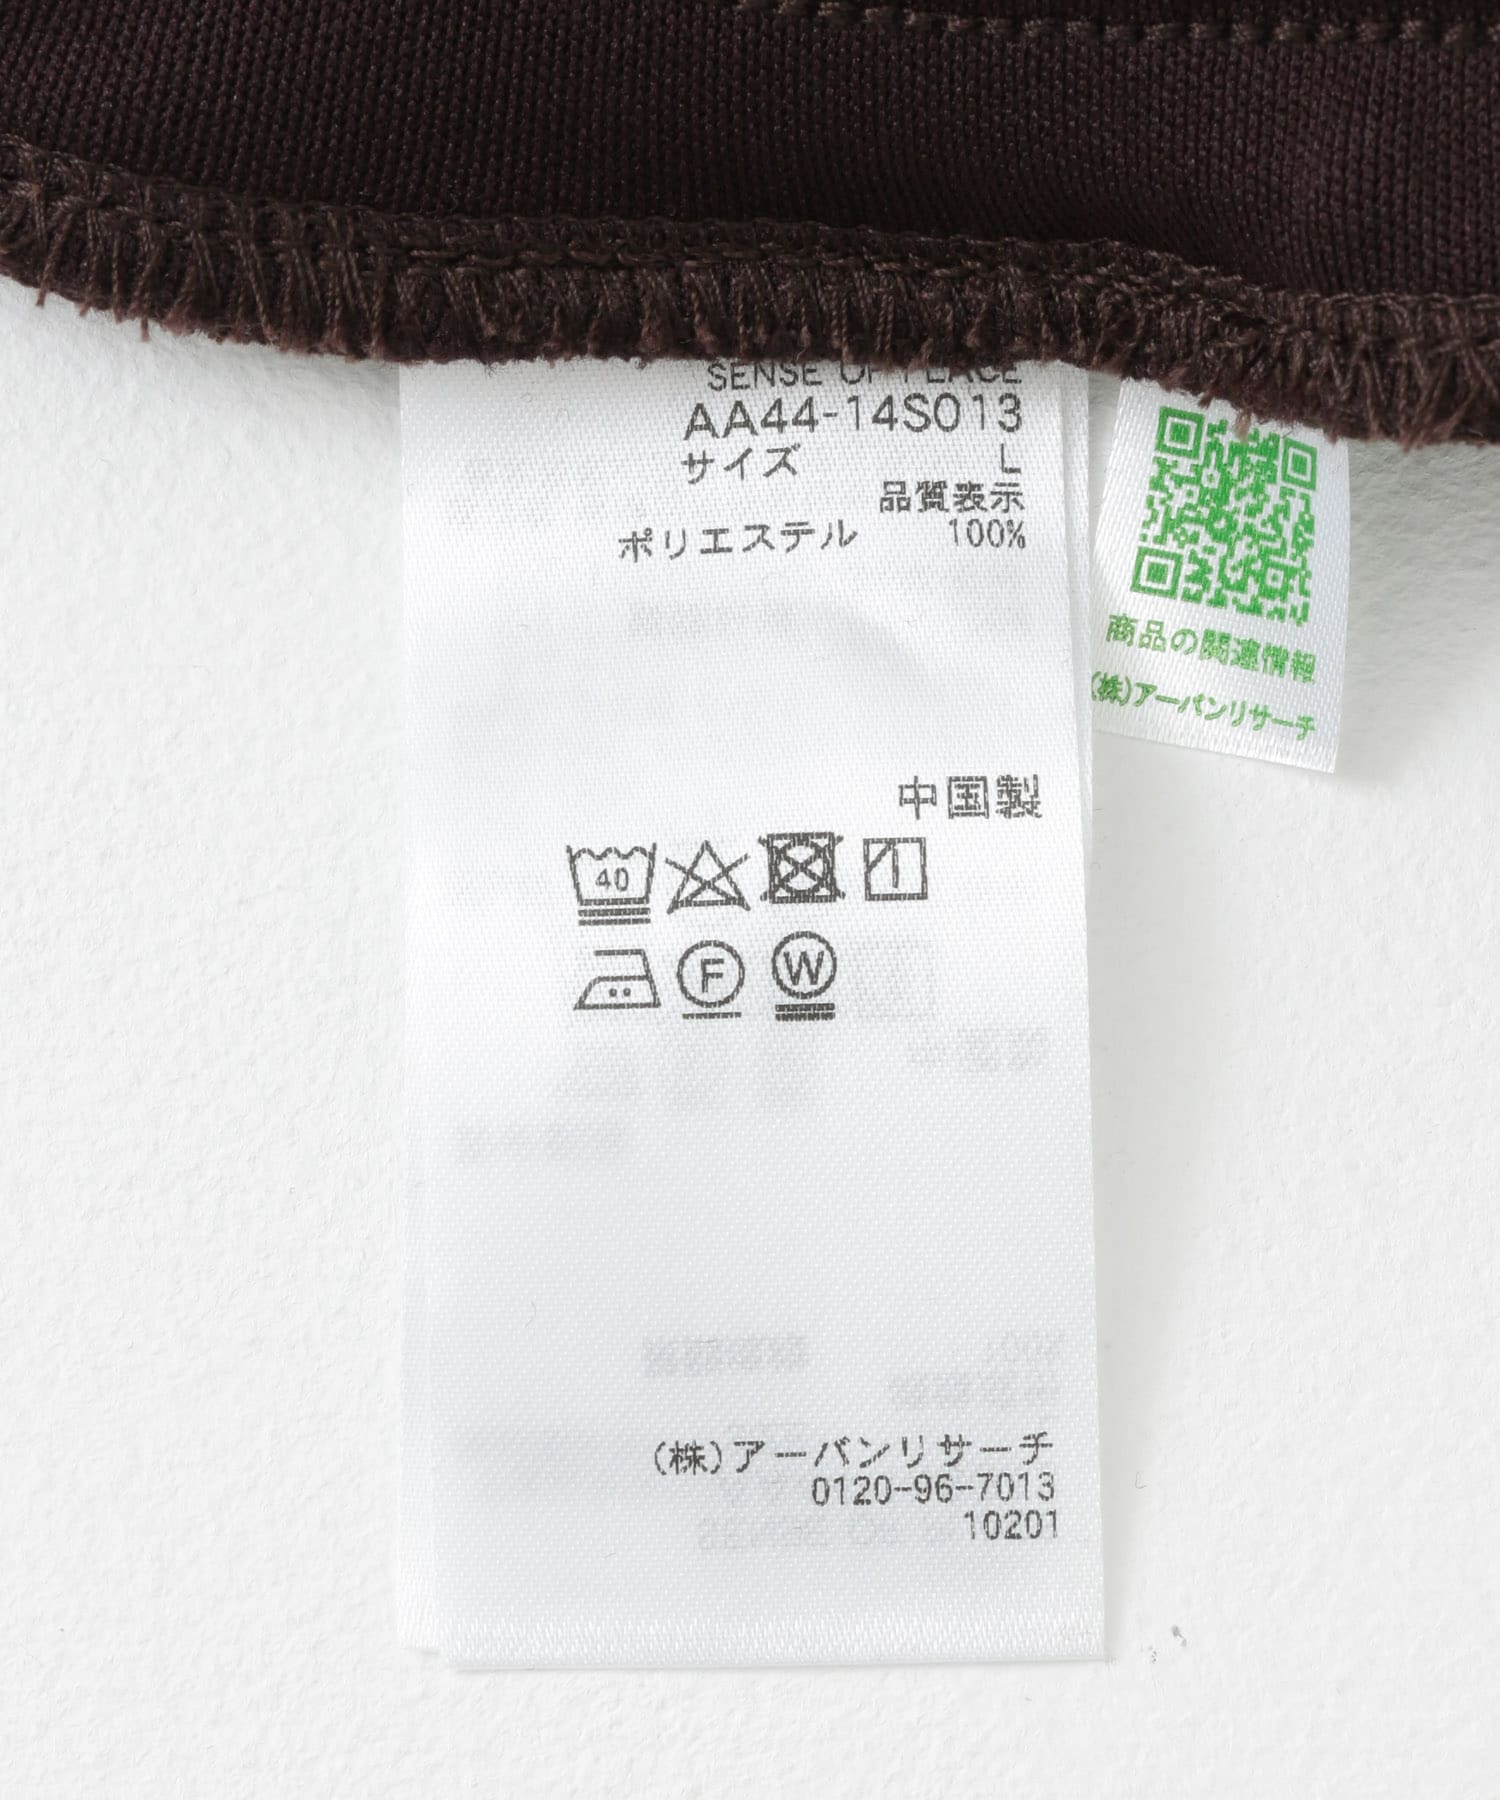 SENSE OF PLACE
AA44-14S013
サイズ L
品質表示
ポリエステル 100%
中国製
40
F
W
(株)アーバンリサーチ
0120-96-7013
10201
商品の関連情報
(株)アーバンリサーチ